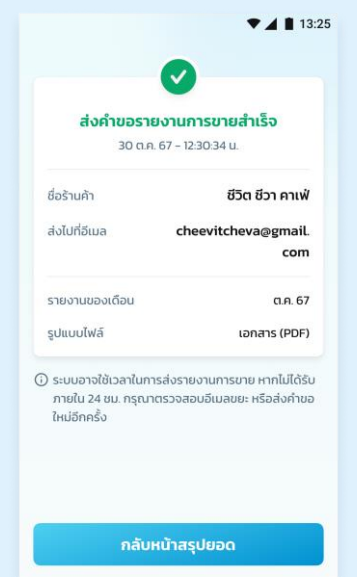 13:25
ส่งคำขอรายงานการขายสำเร็จ
30 ต.ค. 67 - 12:30:34 น.
ชื่อร้านค้า ชีวิต ชีวา คาเฟ่
ส่งไปที่อีเมล cheevitcheva@gmail.
com
รายงานของเดือน ต.ค. 67
รูปแบบไฟล์ เอกสาร (PDF)
ระบบอาจใช้เวลาในการส่งรายงานการขาย หากไม่ได้รับ
ภายใน 24 ชม. กรุณาตรวจสอบอีเมลขยะ หรือส่งคำขอ
ใหม่อีกครั้ง
กลับหน้าสรุปยอด